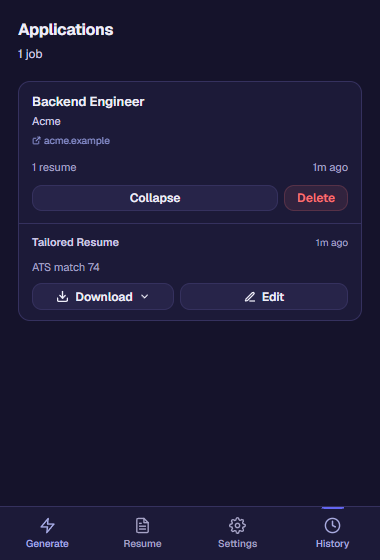 Applications
1 job
Backend Engineer
Acme
acme.example
1 resume 1m ago
Collapse Delete
Tailored Resume 1m ago
ATS match 74
Download Edit
Generate Resume Settings History